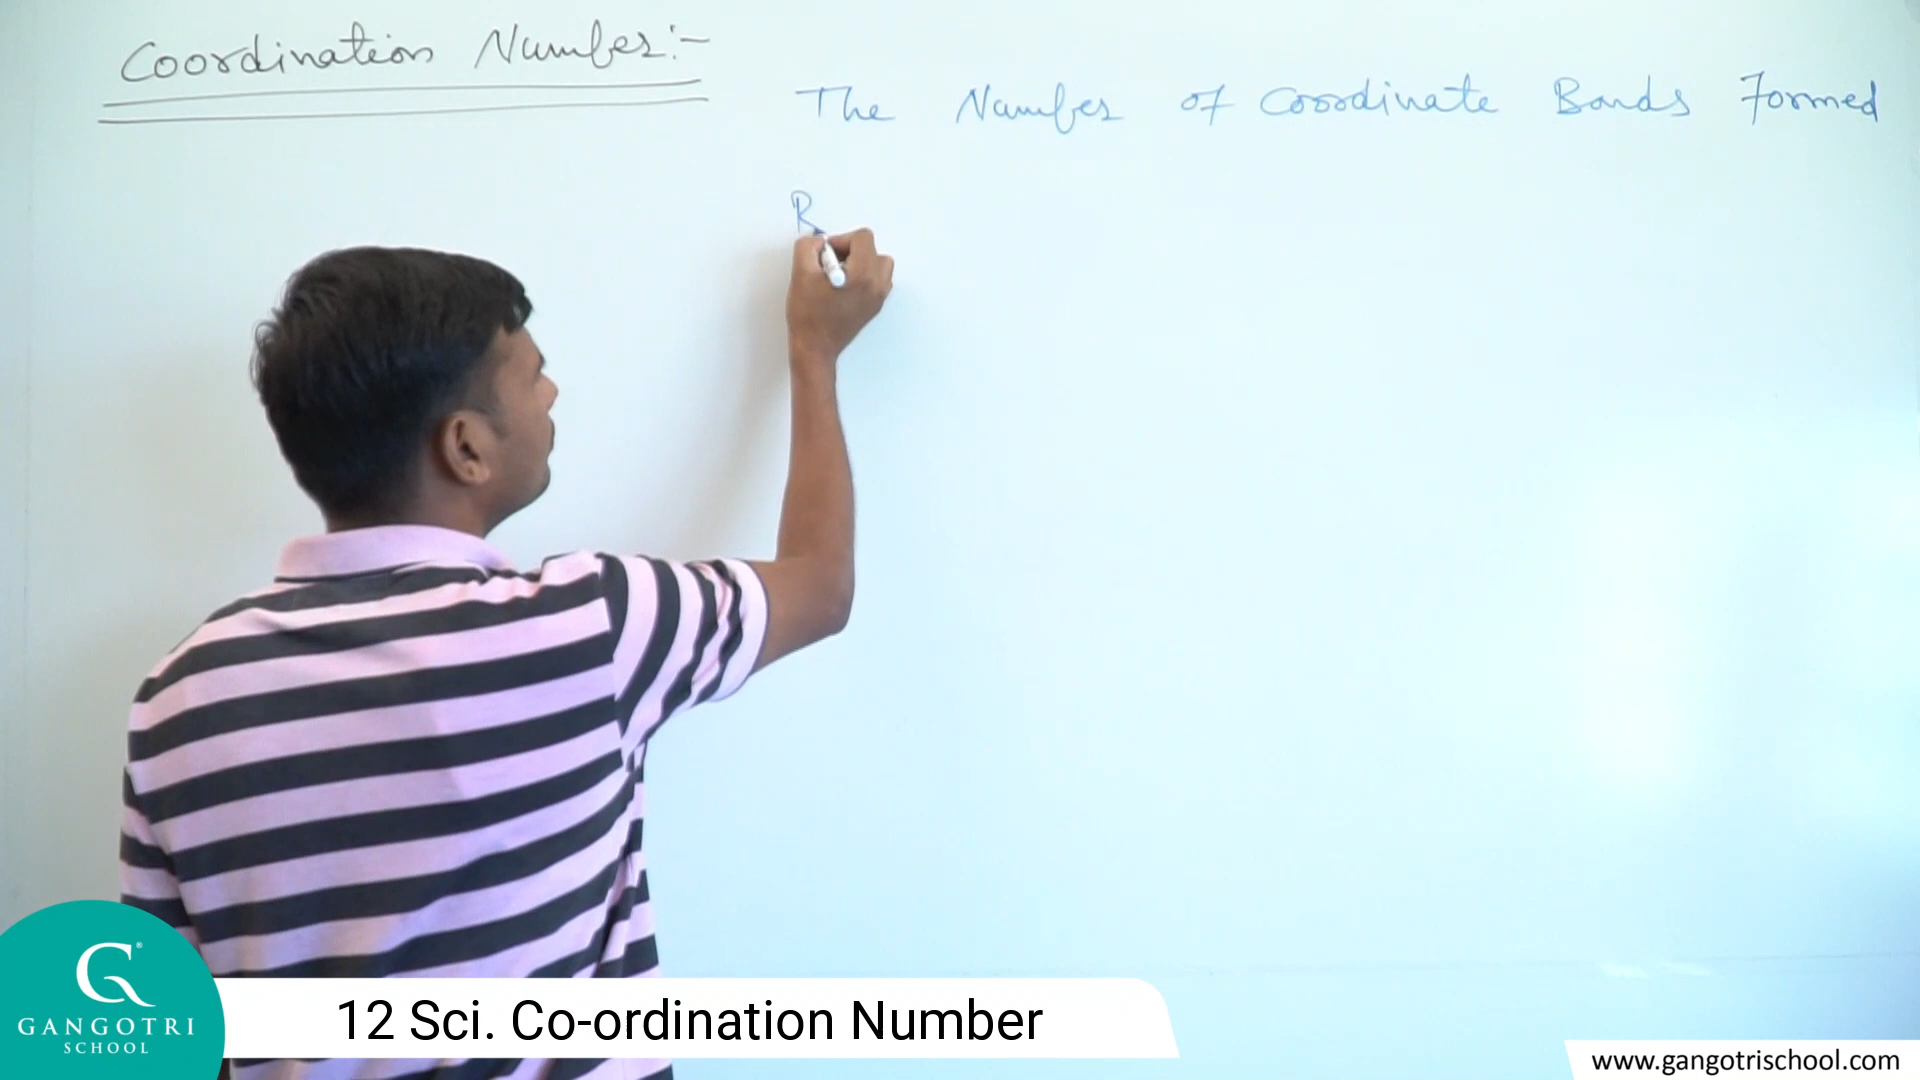 Coordination Number:-
The Number of Coordinate Bonds Formed
G®
GANGOTRI
SCHOOL
12 Sci. Co-ordination Number
www.gangotrischool.com